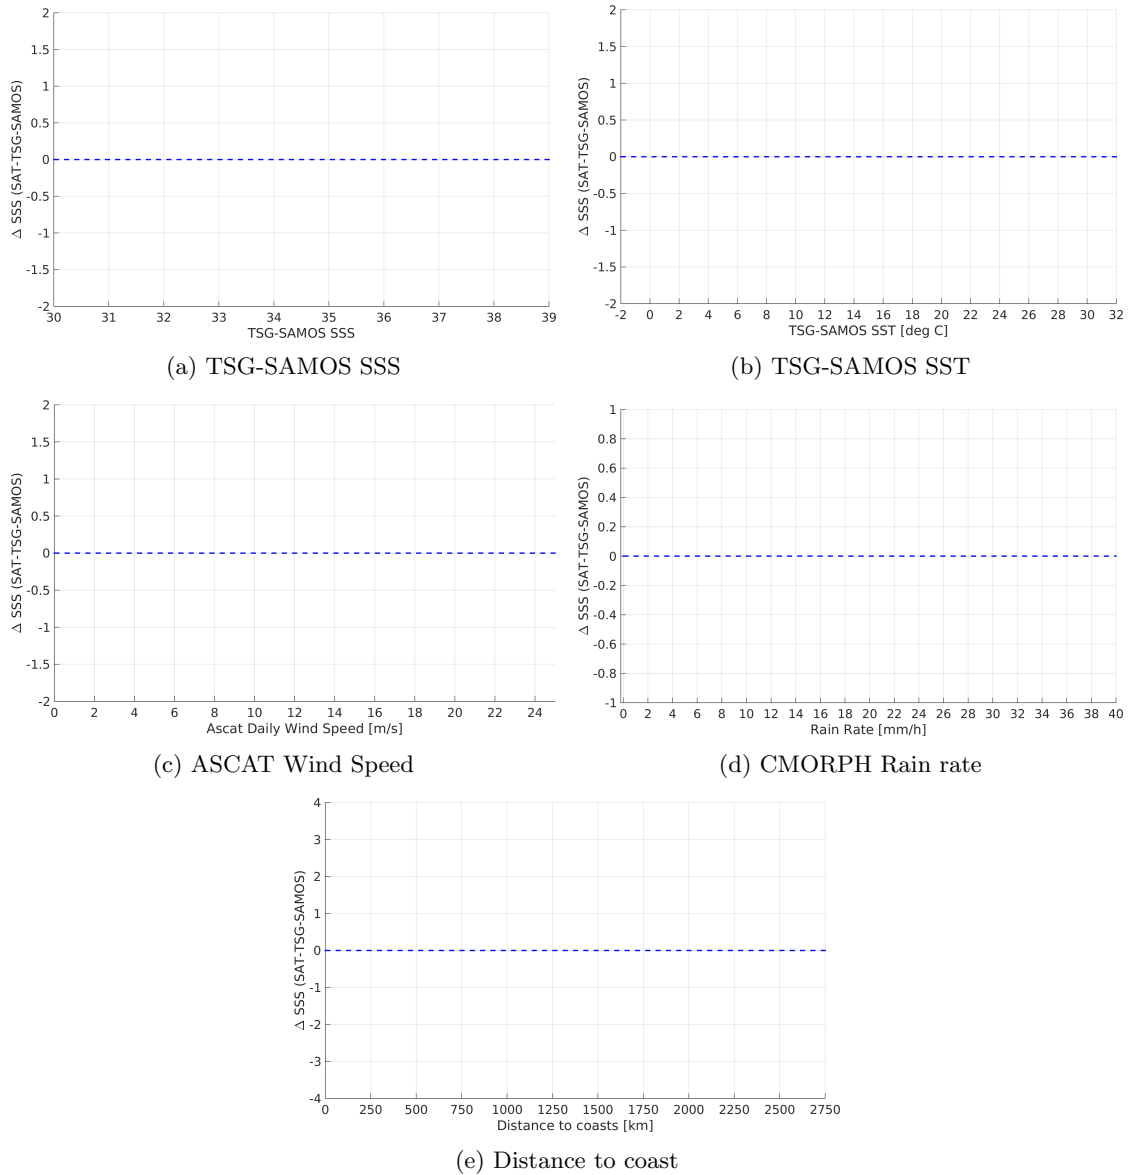 2
1.5
1
0.5
0
-0.5
-1
-1.5
-2
Δ SSS (SAT-TSG-SAMOS)
30 31 32 33 34 35 36 37 38 39
TSG-SAMOS SSS
(a) TSG-SAMOS SSS
2
1.5
1
0.5
0
-0.5
-1
-1.5
-2
Δ SSS (SAT-TSG-SAMOS)
-2 0 2 4 6 8 10 12 14 16 18 20 22 24 26 28 30 32
TSG-SAMOS SST [deg C]
(b) TSG-SAMOS SST
2
1.5
1
0.5
0
-0.5
-1
-1.5
-2
Δ SSS (SAT-TSG-SAMOS)
0 2 4 6 8 10 12 14 16 18 20 22 24
Ascat Daily Wind Speed [m/s]
(c) ASCAT Wind Speed
1
0.8
0.6
0.4
0.2
0
-0.2
-0.4
-0.6
-0.8
-1
Δ SSS (SAT-TSG-SAMOS)
0 2 4 6 8 10 12 14 16 18 20 22 24 26 28 30 32 34 36 38 40
Rain Rate [mm/h]
(d) CMORPH Rain rate
4
3
2
1
0
-1
-2
-3
-4
Δ SSS (SAT-TSG-SAMOS)
0 250 500 750 1000 1250 1500 1750 2000 2250 2500 2750
Distance to coasts [km]
(e) Distance to coast